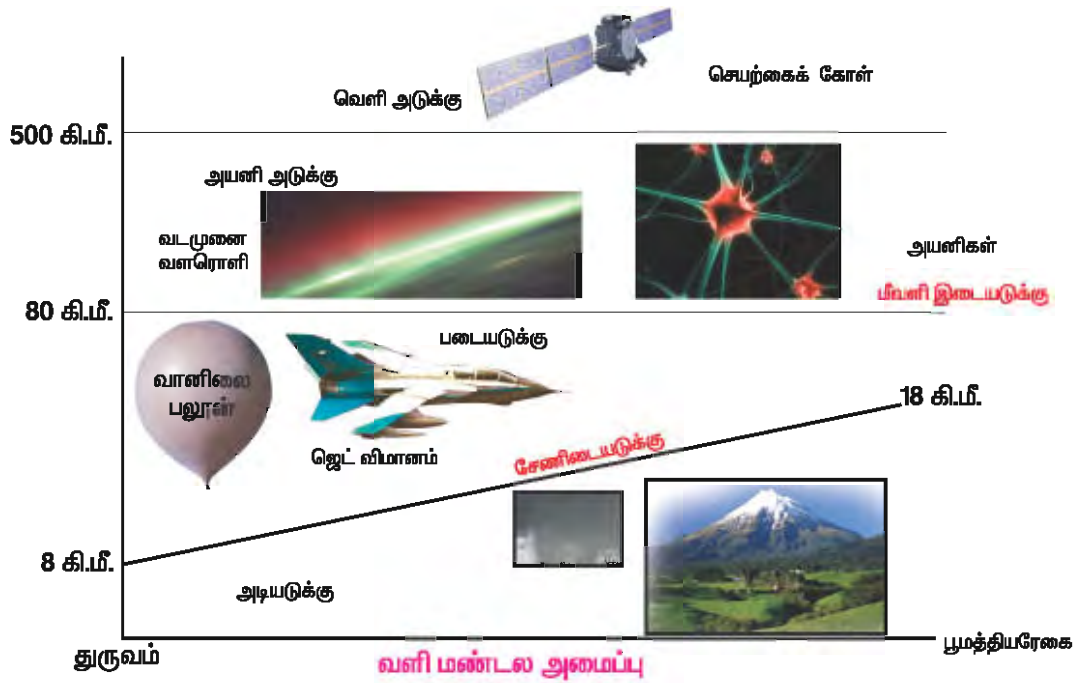 செயற்கைக் கோள்
வெளி அடுக்கு
500 கி.மீ.
அயனி அடுக்கு
வடமுனை
வளரொளி
அயனிகள்
மீவளி இடையடுக்கு
80 கி.மீ.
படையடுக்கு
வானிலை
பலூன்
18 கி.மீ.
ஜெட் விமானம்
சேணிடையடுக்கு
8 கி.மீ.
அடியடுக்கு
துருவம்
பூமத்தியரேகை
வளி மண்டல அமைப்பு